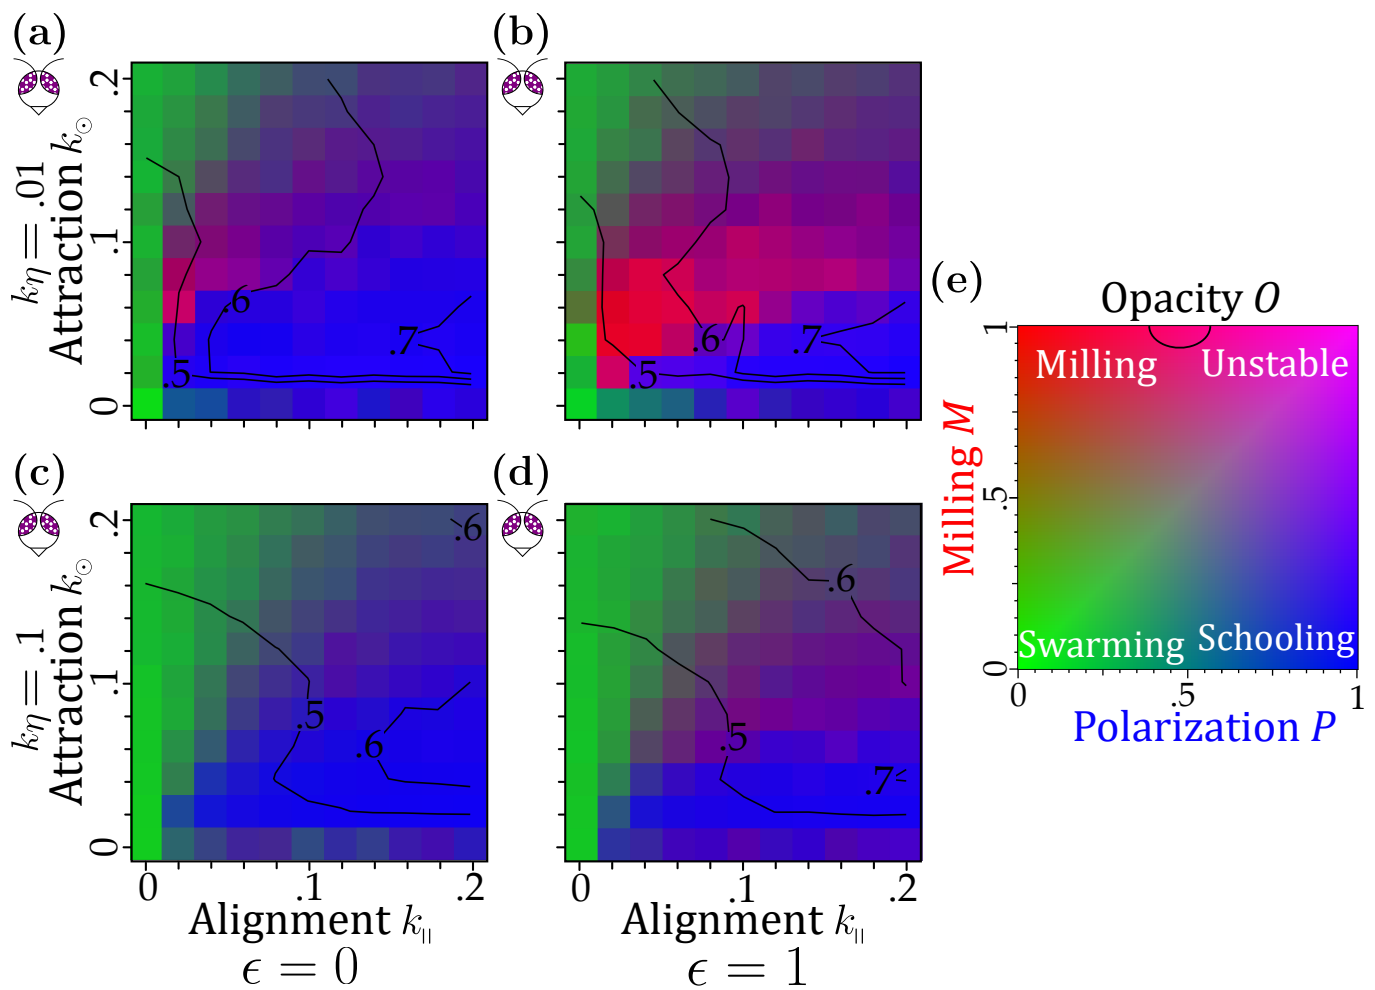 (a)
(b)
kη = .01
Attraction k⊙
.2
.1
0
.6
.7
.5
.6
.7
.5
(c)
(d)
kη = .1
Attraction k⊙
.2
.1
0
.6
.5
.6
.6
.5
.7
0 .1 .2
Alignment k||
ϵ = 0
0 .1 .2
Alignment k||
ϵ = 1
(e)
Opacity O
Milling M
1
.5
0
Milling Unstable
Swarming Schooling
0 .5 1
Polarization P